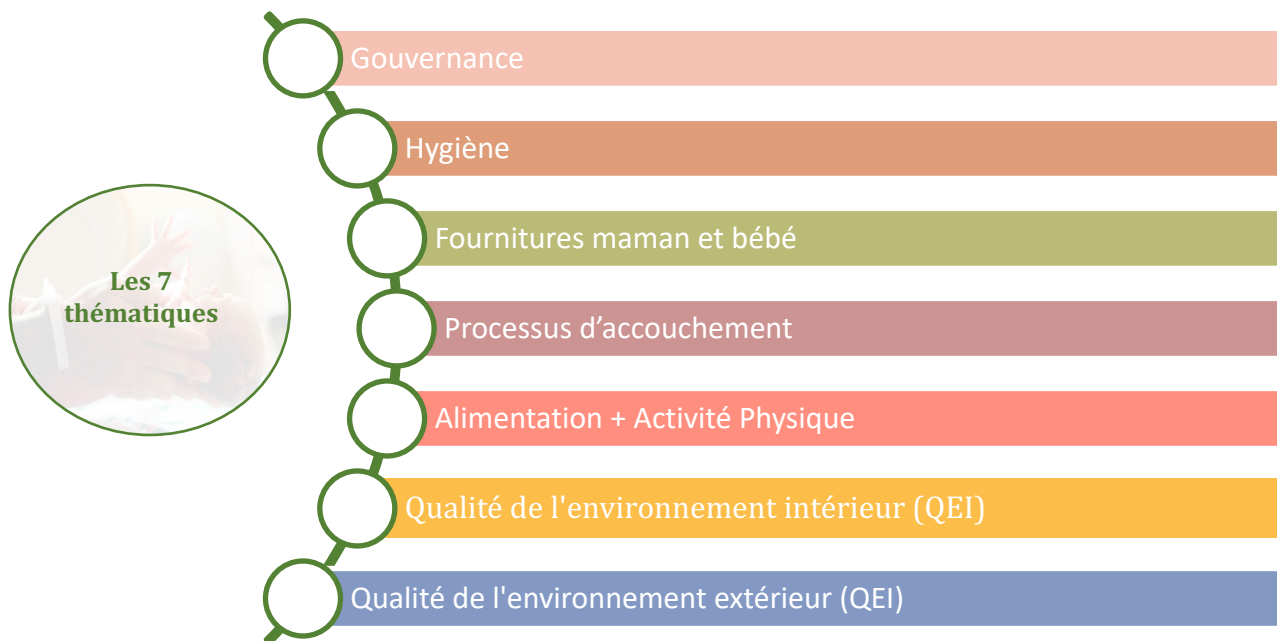 Gouvernance
Hygiène
Fournitures maman et bébé
Les 7
thématiques
Processus d’accouchement
Alimentation + Activité Physique
Qualité de l'environnement intérieur (QEI)
Qualité de l'environnement extérieur (QEI)